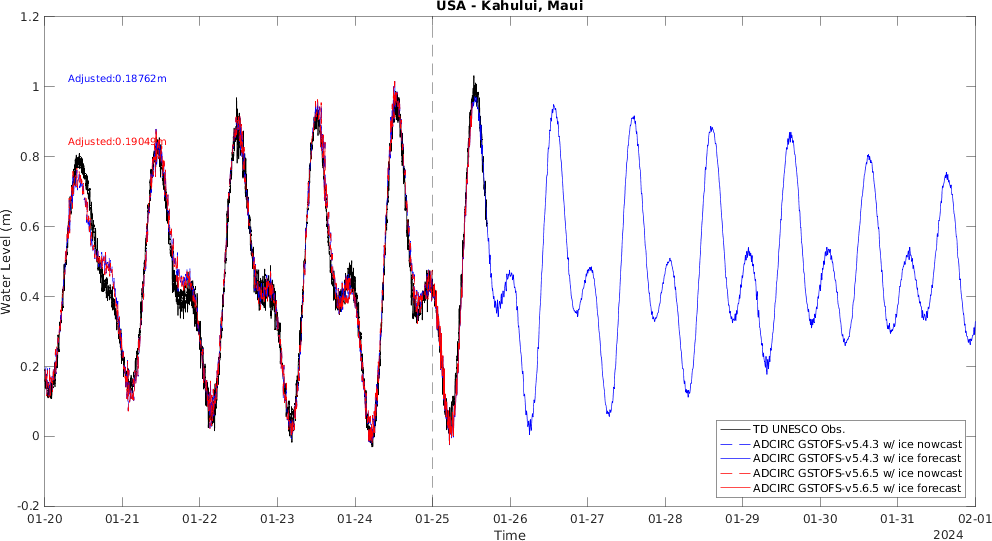 USA - Kahului, Maui
1.2
1
0.8
0.6
0.4
0.2
0
-0.2
Water Level (m)
Adjusted:0.18762m
Adjusted:0.19049m
TD UNESCO Obs.
ADCIRC GSTOFS-v5.4.3 w/ ice nowcast
ADCIRC GSTOFS-v5.4.3 w/ ice forecast
ADCIRC GSTOFS-v5.6.5 w/ ice nowcast
ADCIRC GSTOFS-v5.6.5 w/ ice forecast
01-20 01-21 01-22 01-23 01-24 01-25 01-26 01-27 01-28 01-29 01-30 01-31 02-01
Time
2024